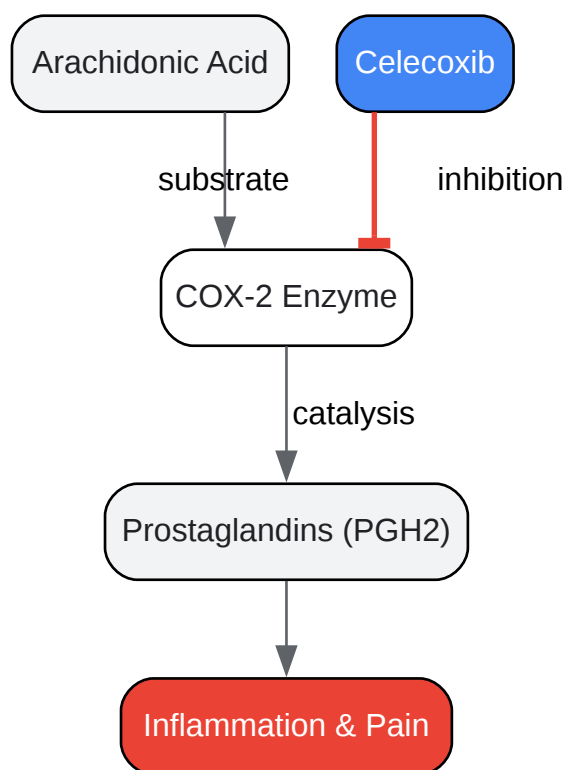 Arachidonic Acid
Celecoxib
substrate
inhibition
COX-2 Enzyme
catalysis
Prostaglandins (PGH2)
Inflammation & Pain